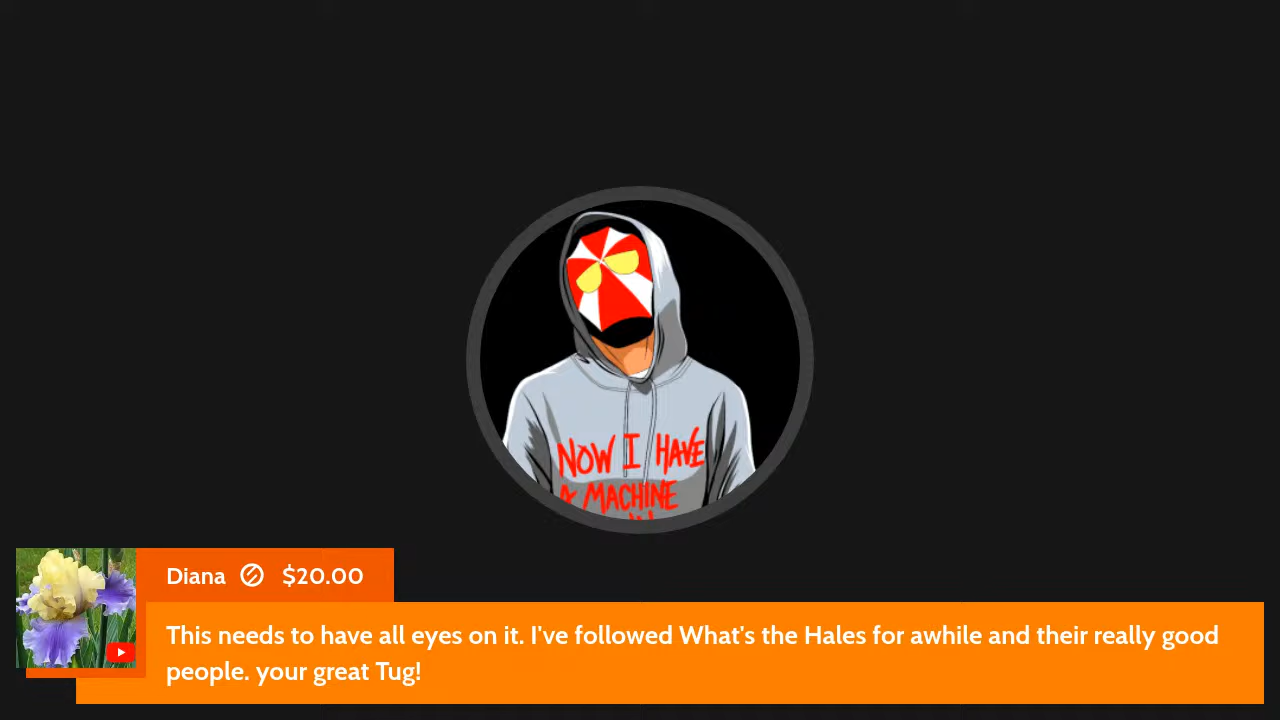 NOW I HAVE
A MACHINE
Diana $20.00
This needs to have all eyes on it. I've followed What's the Hales for awhile and their really good
people. your great Tug!